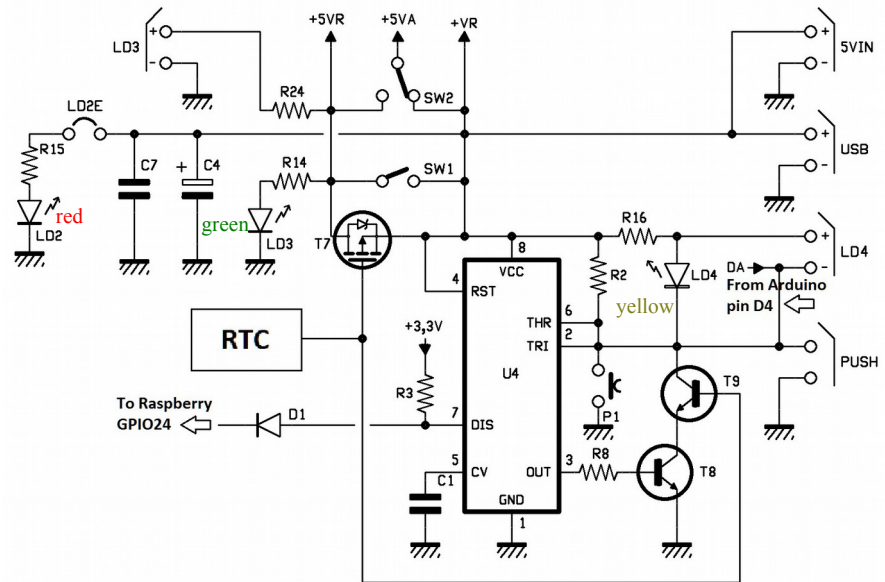 +5VR +5VA +VR
LD3 + -
5VIN + -
R24
SW2
LD2E
USB + -
R15
C7
+ C4
R14
SW1
red
LD2
green
LD3
T7
R16
LD4 + -
8
VCC
4
RST
R2
LD4
DA
From Arduino
pin D4
yellow
6
THR
2
TRI
+3,3V
RTC
U4
PUSH
R3
T9
To Raspberry
GPIO24
D1
7
DIS
P1
5
CV
C1
OUT
3
R8
T8
GND
1